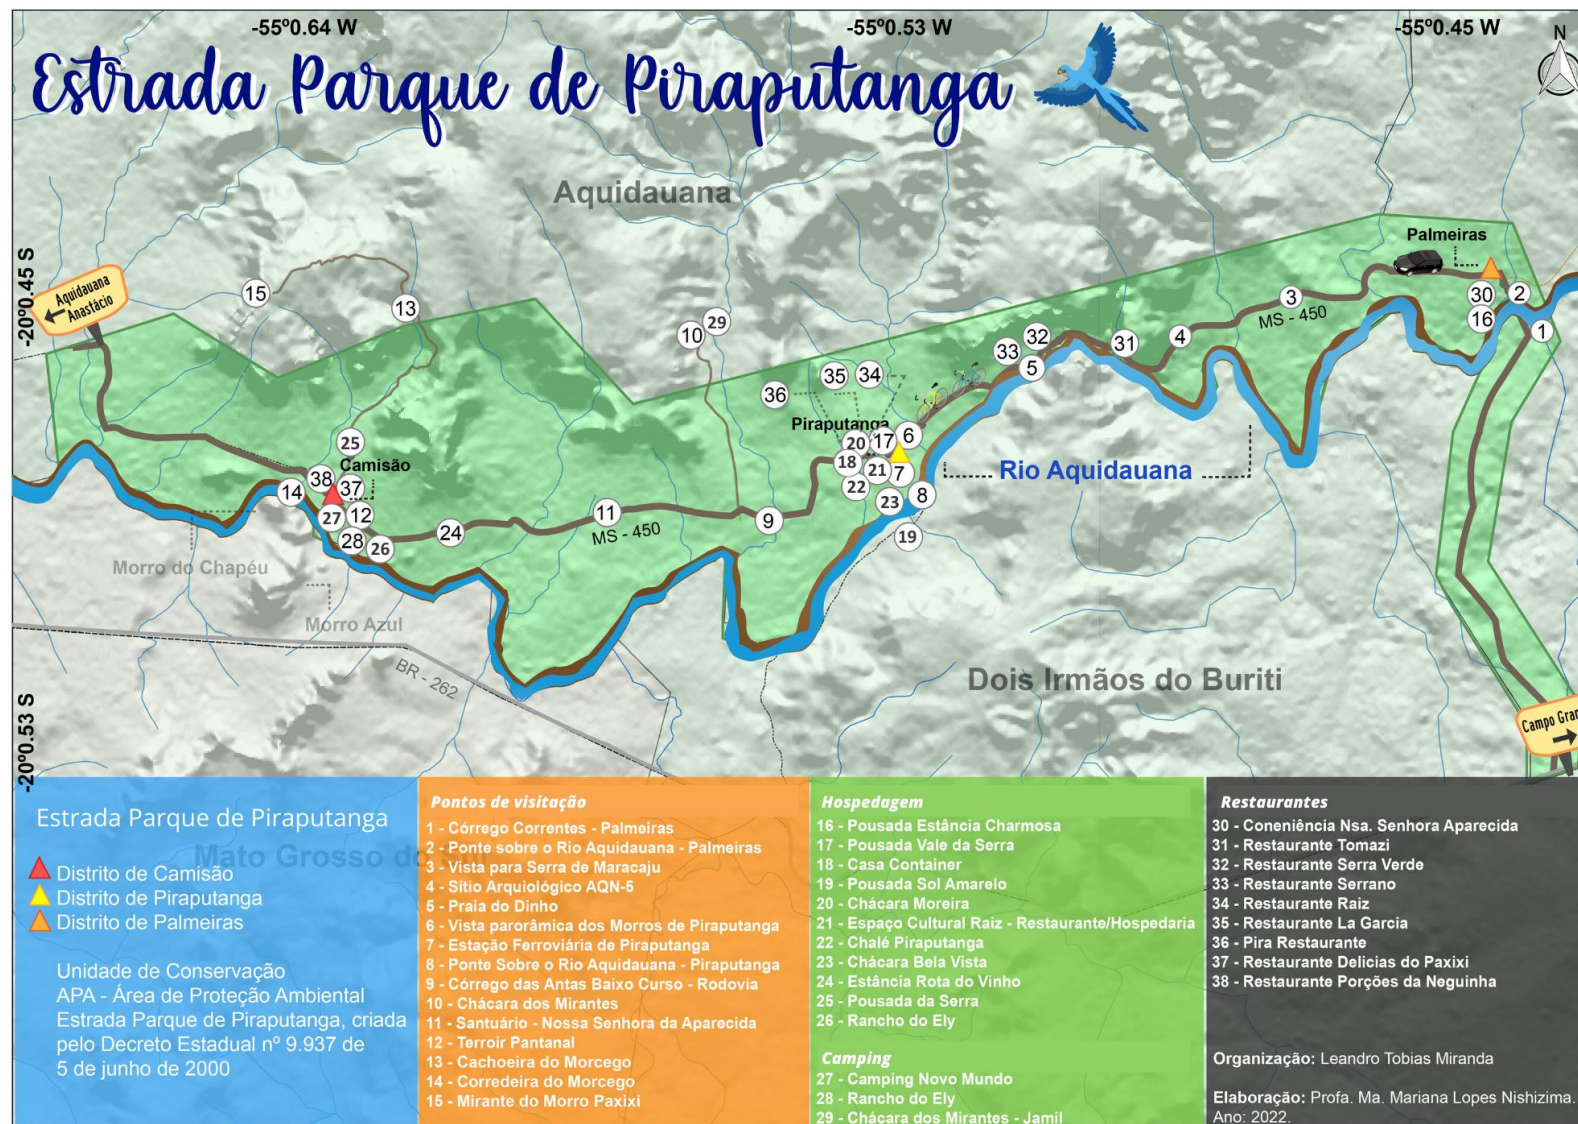 -55º0.64 W
-55º0.53 W
-55º0.45 W
N
Estrada Parque de Piraputanga
Aquidauana
-20º0.45 S
Aquidauana
Anastácio
15
13
10
29
Palmeiras
30
2
16
1
3
MS - 450
4
31
32
33
5
35
34
36
Piraputanga
20
17
6
18
21
7
22
23
8
19
Rio Aquidauana
25
Camisão
38
37
14
27
12
28
26
24
11
MS - 450
9
Morro do Chapéu
Morro Azul
BR - 262
Dois Irmãos do Buriti
-20º0.53 S
Mato Grosso do
Estrada Parque de Piraputanga
Distrito de Camisão
Distrito de Piraputanga
Distrito de Palmeiras
Unidade de Conservação
APA - Área de Proteção Ambiental
Estrada Parque de Piraputanga, criada
pelo Decreto Estadual nº 9.937 de
5 de junho de 2000
Pontos de visitação
1 - Córrego Correntes - Palmeiras
2 - Ponte sobre o Rio Aquidauana - Palmeiras
3 - Vista para Serra de Maracaju
4 - Sítio Arquiológico AQN-5
5 - Praia do Dinho
6 - Vista parorâmica dos Morros de Piraputanga
7 - Estação Ferroviária de Piraputanga
8 - Ponte Sobre o Rio Aquidauana - Piraputanga
9 - Córrego das Antas Baixo Curso - Rodovia
10 - Chácara dos Mirantes
11 - Santuário - Nossa Senhora da Aparecida
12 - Terroir Pantanal
13 - Cachoeira do Morcego
14 - Corredeira do Morcego
15 - Mirante do Morro Paxixi
Hospedagem
16 - Pousada Estância Charmosa
17 - Pousada Vale da Serra
18 - Casa Container
19 - Pousada Sol Amarelo
20 - Chácara Moreira
21 - Espaço Cultural Raiz - Restaurante/Hospedaria
22 - Chalé Piraputanga
23 - Chácara Bela Vista
24 - Estância Rota do Vinho
25 - Pousada da Serra
26 - Rancho do Ely
Camping
27 - Camping Novo Mundo
28 - Rancho do Ely
29 - Chácara dos Mirantes - Jamil
Restaurantes
30 - Coneniência Nsa. Senhora Aparecida
31 - Restaurante Tomazi
32 - Restaurante Serra Verde
33 - Restaurante Serrano
34 - Restaurante Raiz
35 - Restaurante La Garcia
36 - Pira Restaurante
37 - Restaurante Delicias do Paxixi
38 - Restaurante Porções da Neguinha
Organização: Leandro Tobias Miranda
Elaboração: Profa. Ma. Mariana Lopes Nishizima.
Ano: 2022.